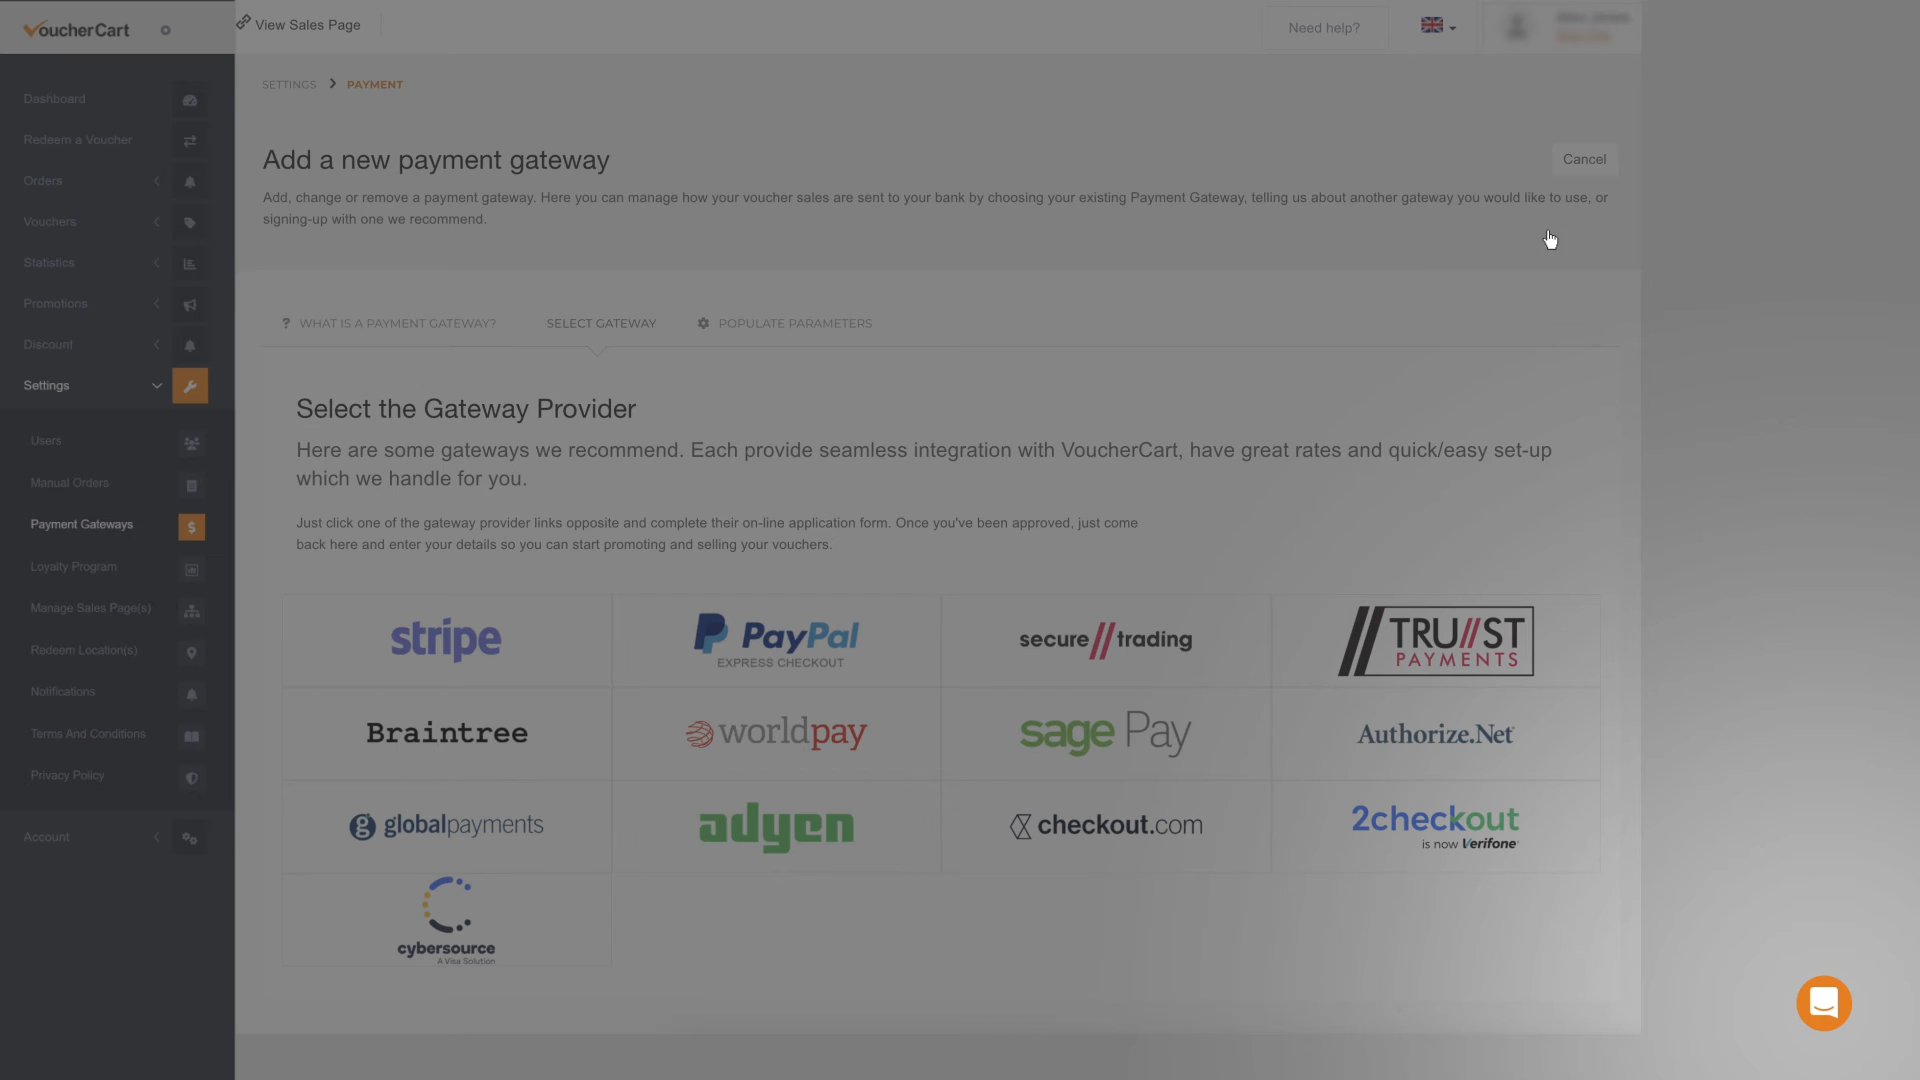 VoucherCart
View Sales Page
Need help?
SETTINGS
PAYMENT
Dashboard
Redeem a Voucher
Orders
Vouchers
Statistics
Promotions
Discount
Settings
Users
Manual Orders
Payment Gateways
Loyalty Program
Manage Sales Page(s)
Redeem Location(s)
Notifications
Terms And Conditions
Privacy Policy
Account
Add a new payment gateway
Cancel
Add, change or remove a payment gateway. Here you can manage how your voucher sales are sent to your bank by choosing your existing Payment Gateway, telling us about another gateway you would like to use, or
signing-up with one we recommend.
? WHAT IS A PAYMENT GATEWAY?
SELECT GATEWAY
POPULATE PARAMETERS
Select the Gateway Provider
Here are some gateways we recommend. Each provide seamless integration with VoucherCart, have great rates and quick/easy set-up
which we handle for you.
Just click one of the gateway provider links opposite and complete their on-line application form. Once you've been approved, just come
back here and enter your details so you can start promoting and selling your vouchers.
stripe
PayPal
EXPRESS CHECKOUT
secure//trading
TRU//ST
PAYMENTS
Braintree
worldpay
sage Pay
Authorize.Net
g globalpayments
adyen
checkout.com
2checkout
is now Verifone
cybersource
A Visa Solution